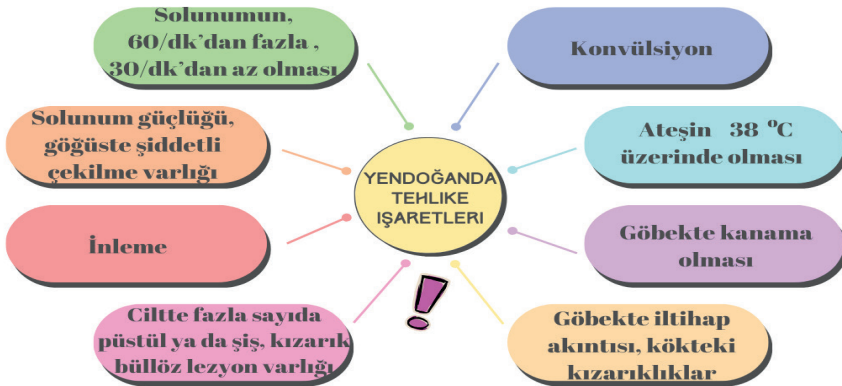 Solunumun,
60/dk’dan fazla ,
30/dk’dan az olması
Konvülsiyon
Solunum güçlüğü,
göğüste şiddetli
çekilme varlığı
Ateşin 38 ⁰C
üzerinde olması
YENDOĞANDA
TEHLIKE
IŞARETLERI
İnleme
Göbekte kanama
olması
Ciltte fazla sayıda
püstül ya da şiş, kızarık
büllöz lezyon varlığı
Göbekte iltihap
akıntısı, kökteki
kızarıklıklar